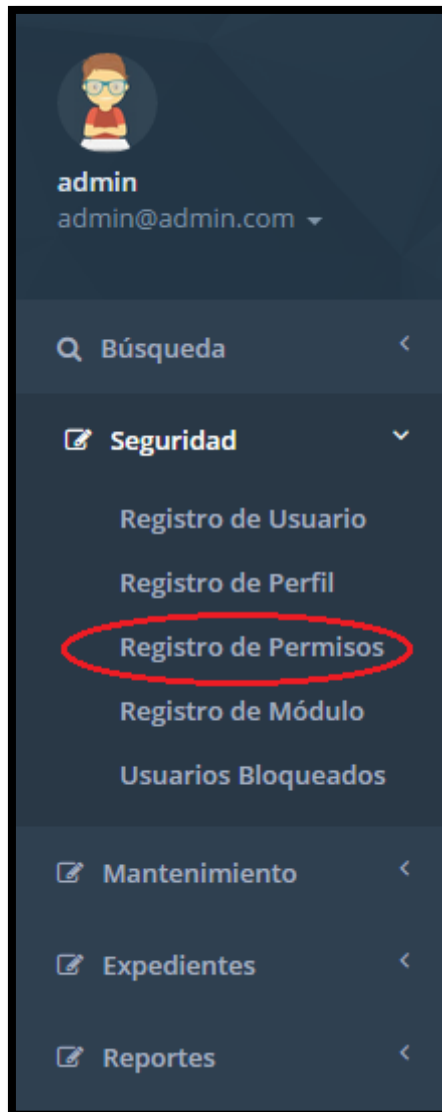 admin
admin@admin.com
Búsqueda
Seguridad
Registro de Usuario
Registro de Perfil
Registro de Permisos
Registro de Módulo
Usuarios Bloqueados
Mantenimiento
Expedientes
Reportes